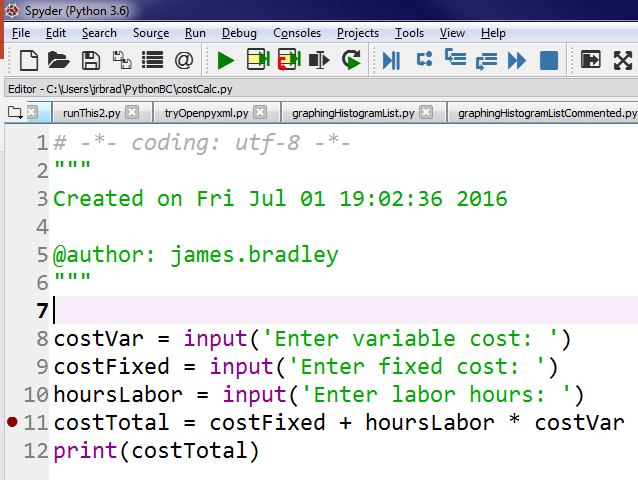 Spyder (Python 3.6)
File Edit Search Source Run Debug Consoles Projects Tools View Help
@
Editor - C:\Users\jrbrad\PythonBC\costCalc.py
runThis2.py tryOpenpyxml.py graphingHistogramList.py graphingHistogramListCommented.py
1 # -*- coding: utf-8 -*-
2 """
3 Created on Fri Jul 01 19:02:36 2016
4
5 @author: james.bradley
6 """
7
8 costVar = input('Enter variable cost: ')
9 costFixed = input('Enter fixed cost: ')
10 hoursLabor = input('Enter labor hours: ')
11 costTotal = costFixed + hoursLabor * costVar
12 print(costTotal)